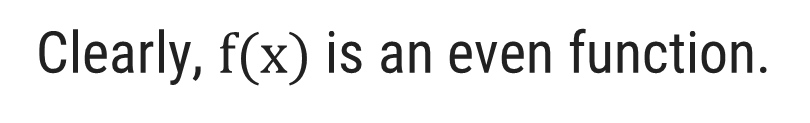 Clearly, f(x) is an even function.